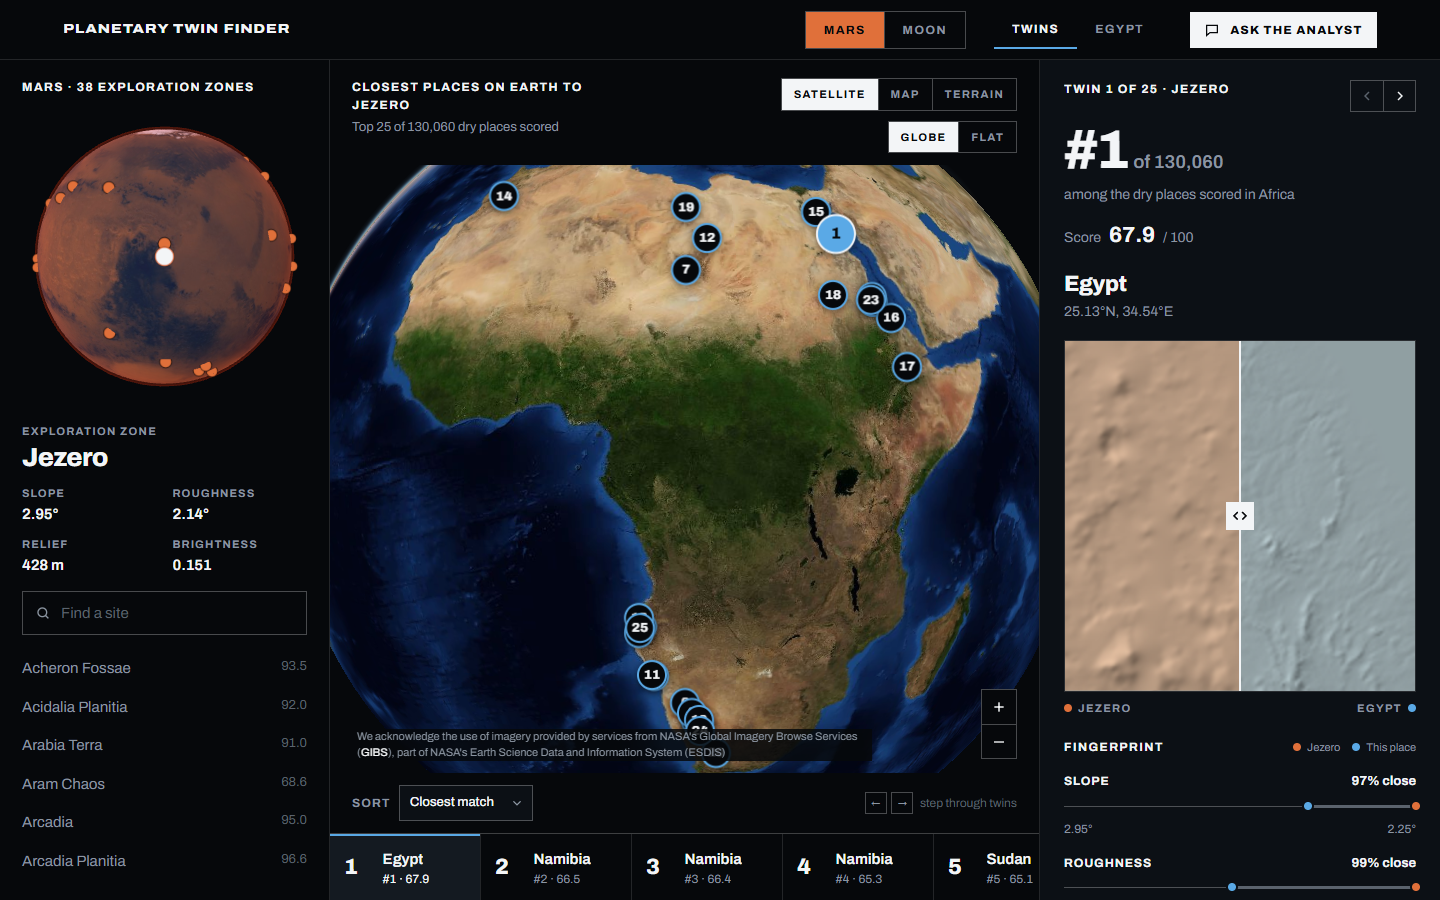 PLANETARY TWIN FINDER
MARS
MOON
TWINS
EGYPT
ASK THE ANALYST
MARS · 38 EXPLORATION ZONES
EXPLORATION ZONE
Jezero
SLOPE
ROUGHNESS
2.95°
2.14°
RELIEF
BRIGHTNESS
428 m
0.151
Find a site
Acheron Fossae 93.5
Acidalia Planitia 92.0
Arabia Terra 91.0
Aram Chaos 68.6
Arcadia 95.0
Arcadia Planitia 96.6
CLOSEST PLACES ON EARTH TO
JEZERO
Top 25 of 130,060 dry places scored
SATELLITE
MAP
TERRAIN
GLOBE
FLAT
14
19
15
1
12
7
18
23
16
17
25
11
We acknowledge the use of imagery provided by services from NASA's Global Imagery Browse Services
(GIBS), part of NASA's Earth Science Data and Information System (ESDIS)
+
−
SORT
Closest match
← → step through twins
1 Egypt
#1 · 67.9
2 Namibia
#2 · 66.5
3 Namibia
#3 · 66.4
4 Namibia
#4 · 65.3
5 Sudan
#5 · 65.1
TWIN 1 OF 25 · JEZERO
#1 of 130,060
among the dry places scored in Africa
Score 67.9 / 100
Egypt
25.13°N, 34.54°E
JEZERO
EGYPT
FINGERPRINT
Jezero
This place
SLOPE 97% close
2.95° 2.25°
ROUGHNESS 99% close